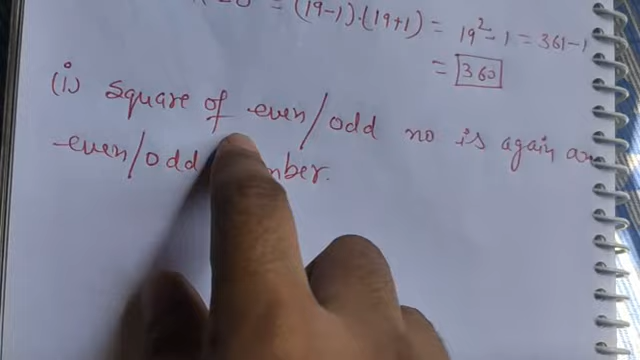 = (19-1).(19+1) = 19² - 1 = 361-1
= 360
(i) Square of even/odd no is again an
even/odd